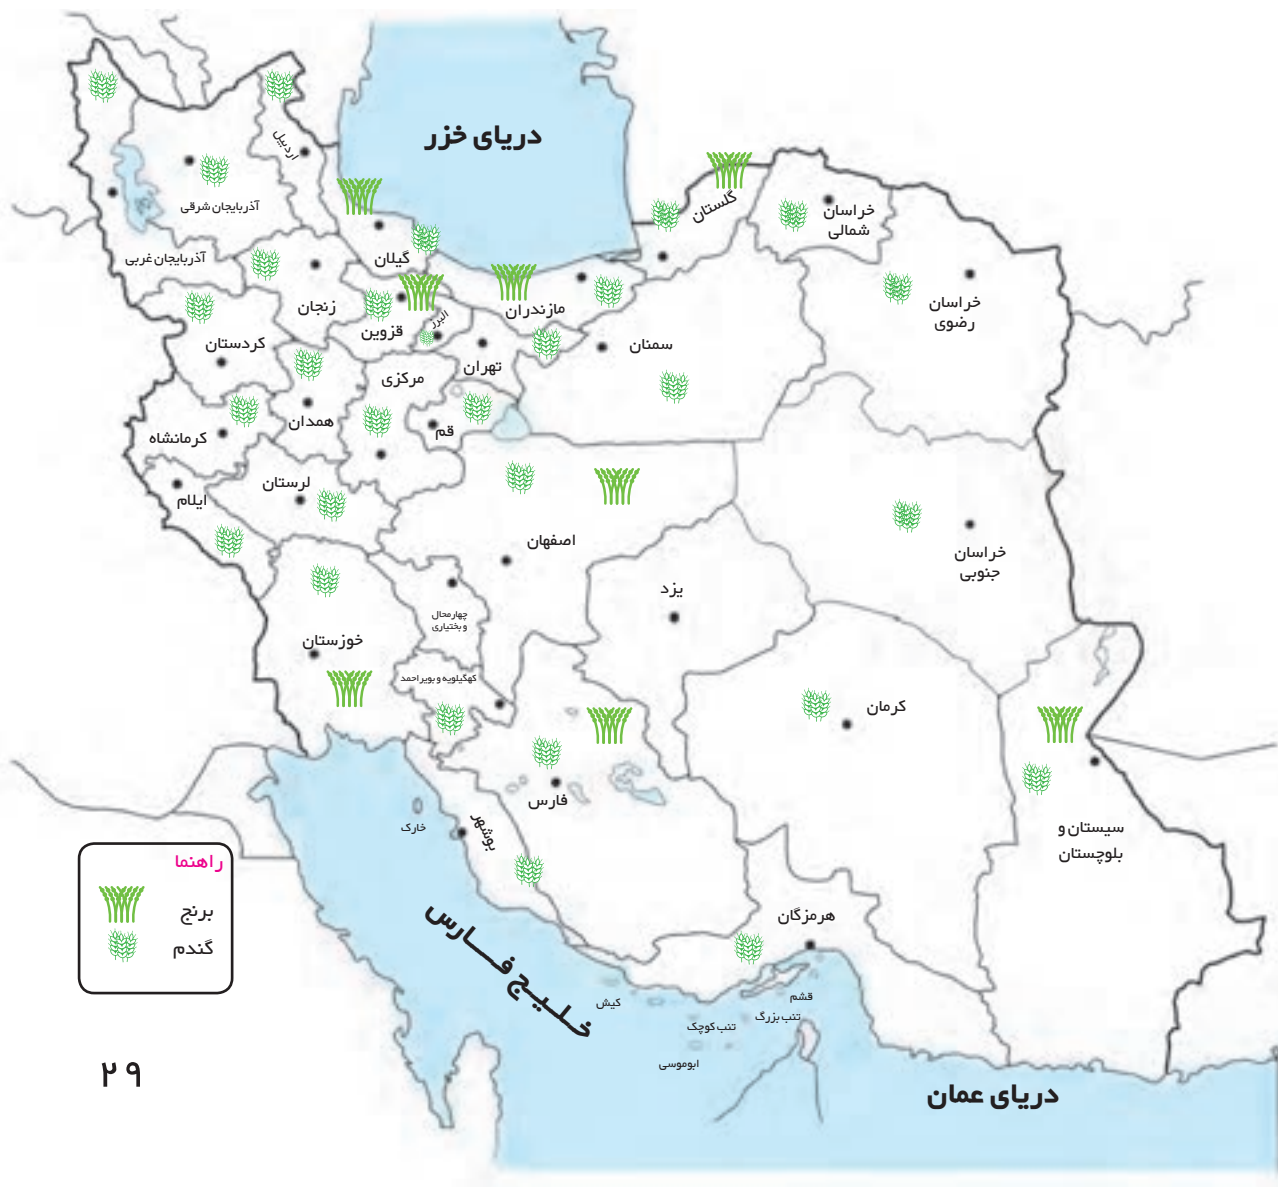 دریای خزر
اردبیل
آذربایجان شرقی
آذربایجان غربی
گیلان
گلستان
خراسان
شمالی
خراسان
رضوی
زنجان
قزوین
البرز
مازندران
تهران
سمنان
کردستان
همدان
مرکزی
قم
کرمانشاه
لرستان
ایلام
اصفهان
خراسان
جنوبی
یزد
چهارمحال
و بختیاری
خوزستان
کهگیلویه و بویراحمد
کرمان
فارس
بوشهر
خارک
سیستان و
بلوچستان
هرمزگان
خلیج فارس
کیش
قشم
تنب بزرگ
تنب کوچک
ابوموسی
دریای عمان
راهنما
برنج
گندم
۲۹